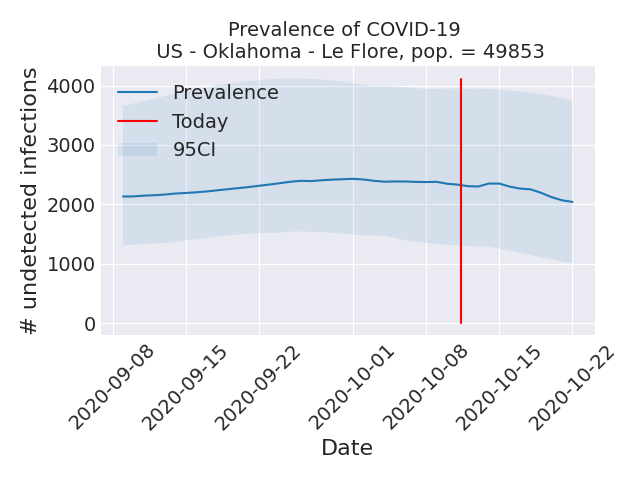 Prevalence of COVID-19
US - Oklahoma - Le Flore, pop. = 49853
# undetected infections
4000
3000
2000
1000
0
Prevalence
Today
95CI
2020-09-08
2020-09-15
2020-09-22
2020-10-01
2020-10-08
2020-10-15
2020-10-22
Date